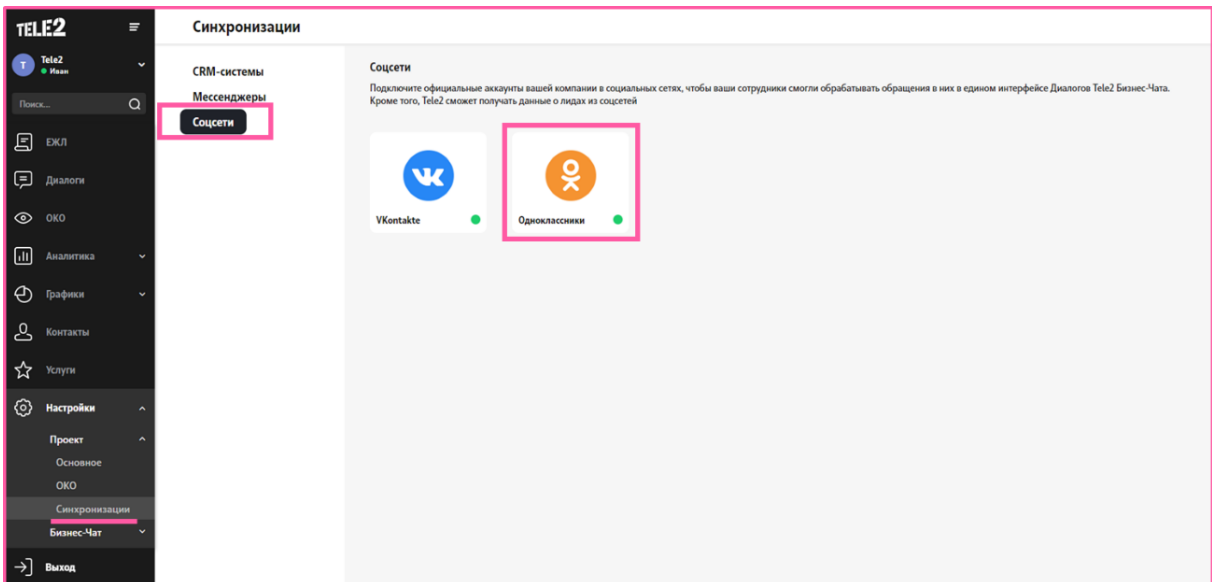 TELE2
Синхронизации
T
Tele2
Иван
Поиск...
ЕЖЛ
Диалоги
ОКО
Аналитика
Графики
Контакты
Услуги
Настройки
Проект
Основное
ОКО
Синхронизации
Бизнес-Чат
Выход
CRM-системы
Мессенджеры
Соцсети
Соцсети
Подключите официальные аккаунты вашей компании в социальных сетях, чтобы ваши сотрудники смогли обрабатывать обращения в них в едином интерфейсе Диалогов Tele2 Бизнес-Чата.
Кроме того, Tele2 сможет получать данные о лидах из соцсетей
VKontakte
Одноклассники